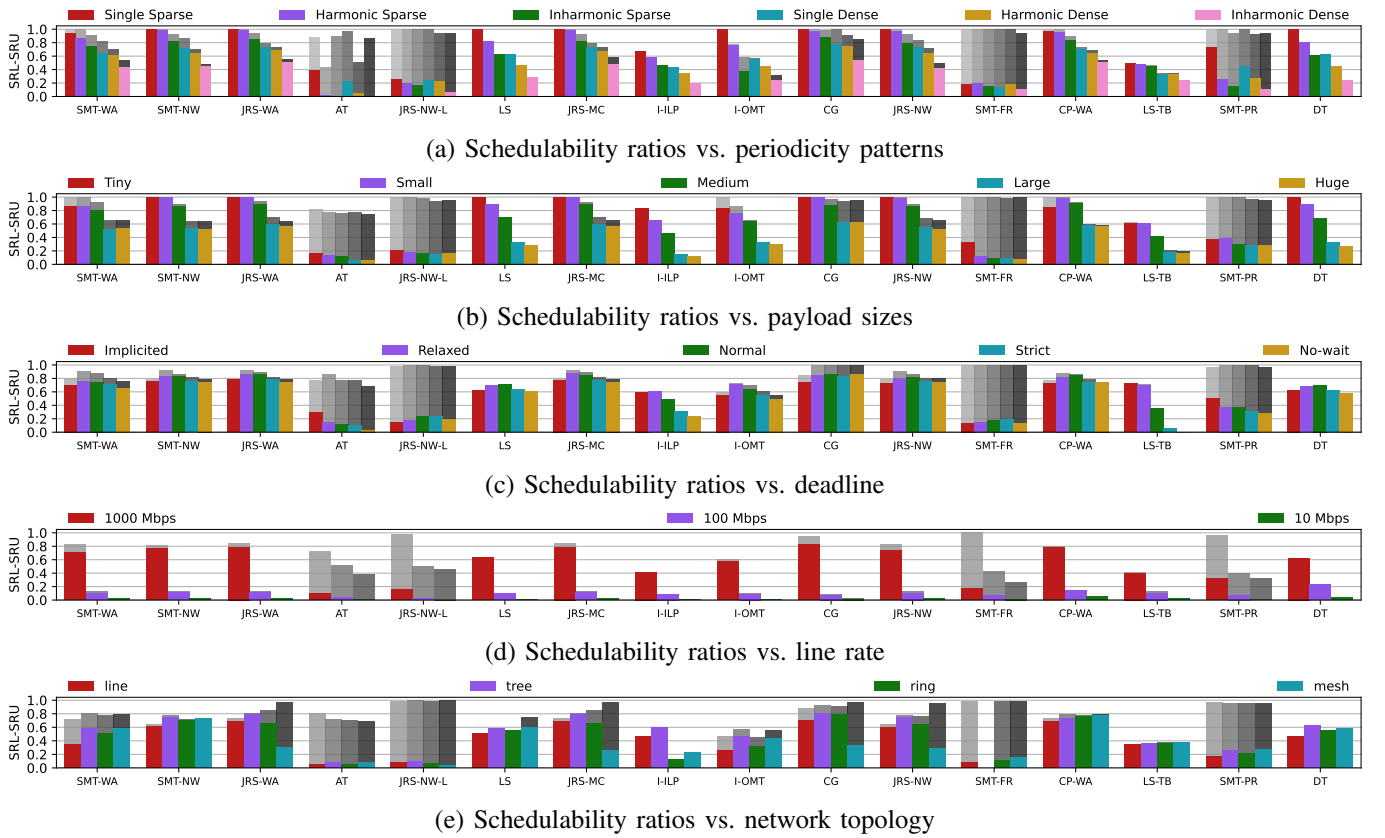 Single Sparse Harmonic Sparse Inharmonic Sparse Single Dense Harmonic Dense Inharmonic Dense
SRL-SRU
1.0
0.8
0.6
0.4
0.2
0.0
SMT-WA SMT-NW JRS-WA AT JRS-NW-L LS JRS-MC I-ILP I-OMT CG JRS-NW SMT-FR CP-WA LS-TB SMT-PR DT
(a) Schedulability ratios vs. periodicity patterns
Tiny Small Medium Large Huge
SRL-SRU
1.0
0.8
0.6
0.4
0.2
0.0
SMT-WA SMT-NW JRS-WA AT JRS-NW-L LS JRS-MC I-ILP I-OMT CG JRS-NW SMT-FR CP-WA LS-TB SMT-PR DT
(b) Schedulability ratios vs. payload sizes
Implicited Relaxed Normal Strict No-wait
SRL-SRU
1.0
0.8
0.6
0.4
0.2
0.0
SMT-WA SMT-NW JRS-WA AT JRS-NW-L LS JRS-MC I-ILP I-OMT CG JRS-NW SMT-FR CP-WA LS-TB SMT-PR DT
(c) Schedulability ratios vs. deadline
1000 Mbps 100 Mbps 10 Mbps
SRL-SRU
1.0
0.8
0.6
0.4
0.2
0.0
SMT-WA SMT-NW JRS-WA AT JRS-NW-L LS JRS-MC I-ILP I-OMT CG JRS-NW SMT-FR CP-WA LS-TB SMT-PR DT
(d) Schedulability ratios vs. line rate
line tree ring mesh
SRL-SRU
1.0
0.8
0.6
0.4
0.2
0.0
SMT-WA SMT-NW JRS-WA AT JRS-NW-L LS JRS-MC I-ILP I-OMT CG JRS-NW SMT-FR CP-WA LS-TB SMT-PR DT
(e) Schedulability ratios vs. network topology